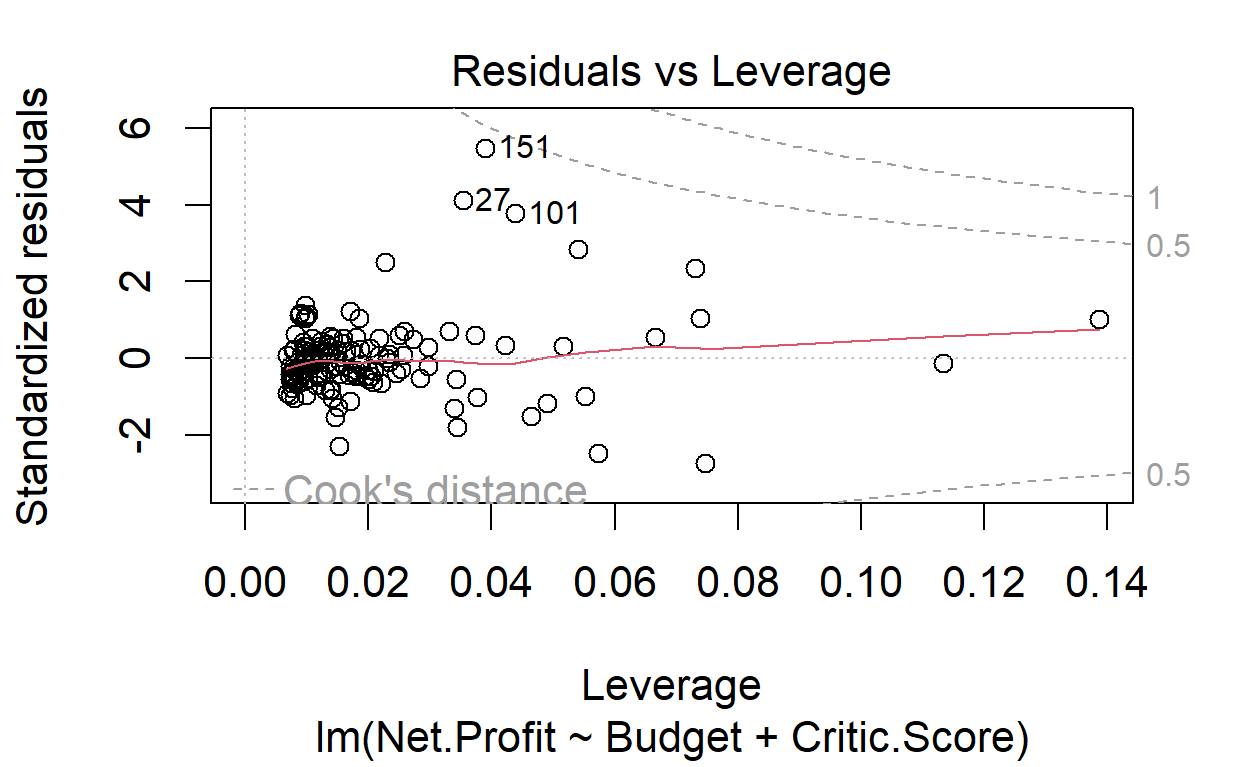 Residuals vs Leverage
Standardized residuals
6
4
2
0
-2
151
27
101
1
0.5
0.5
Cook's distance
0.00 0.02 0.04 0.06 0.08 0.10 0.12 0.14
Leverage
lm(Net.Profit ~ Budget + Critic.Score)